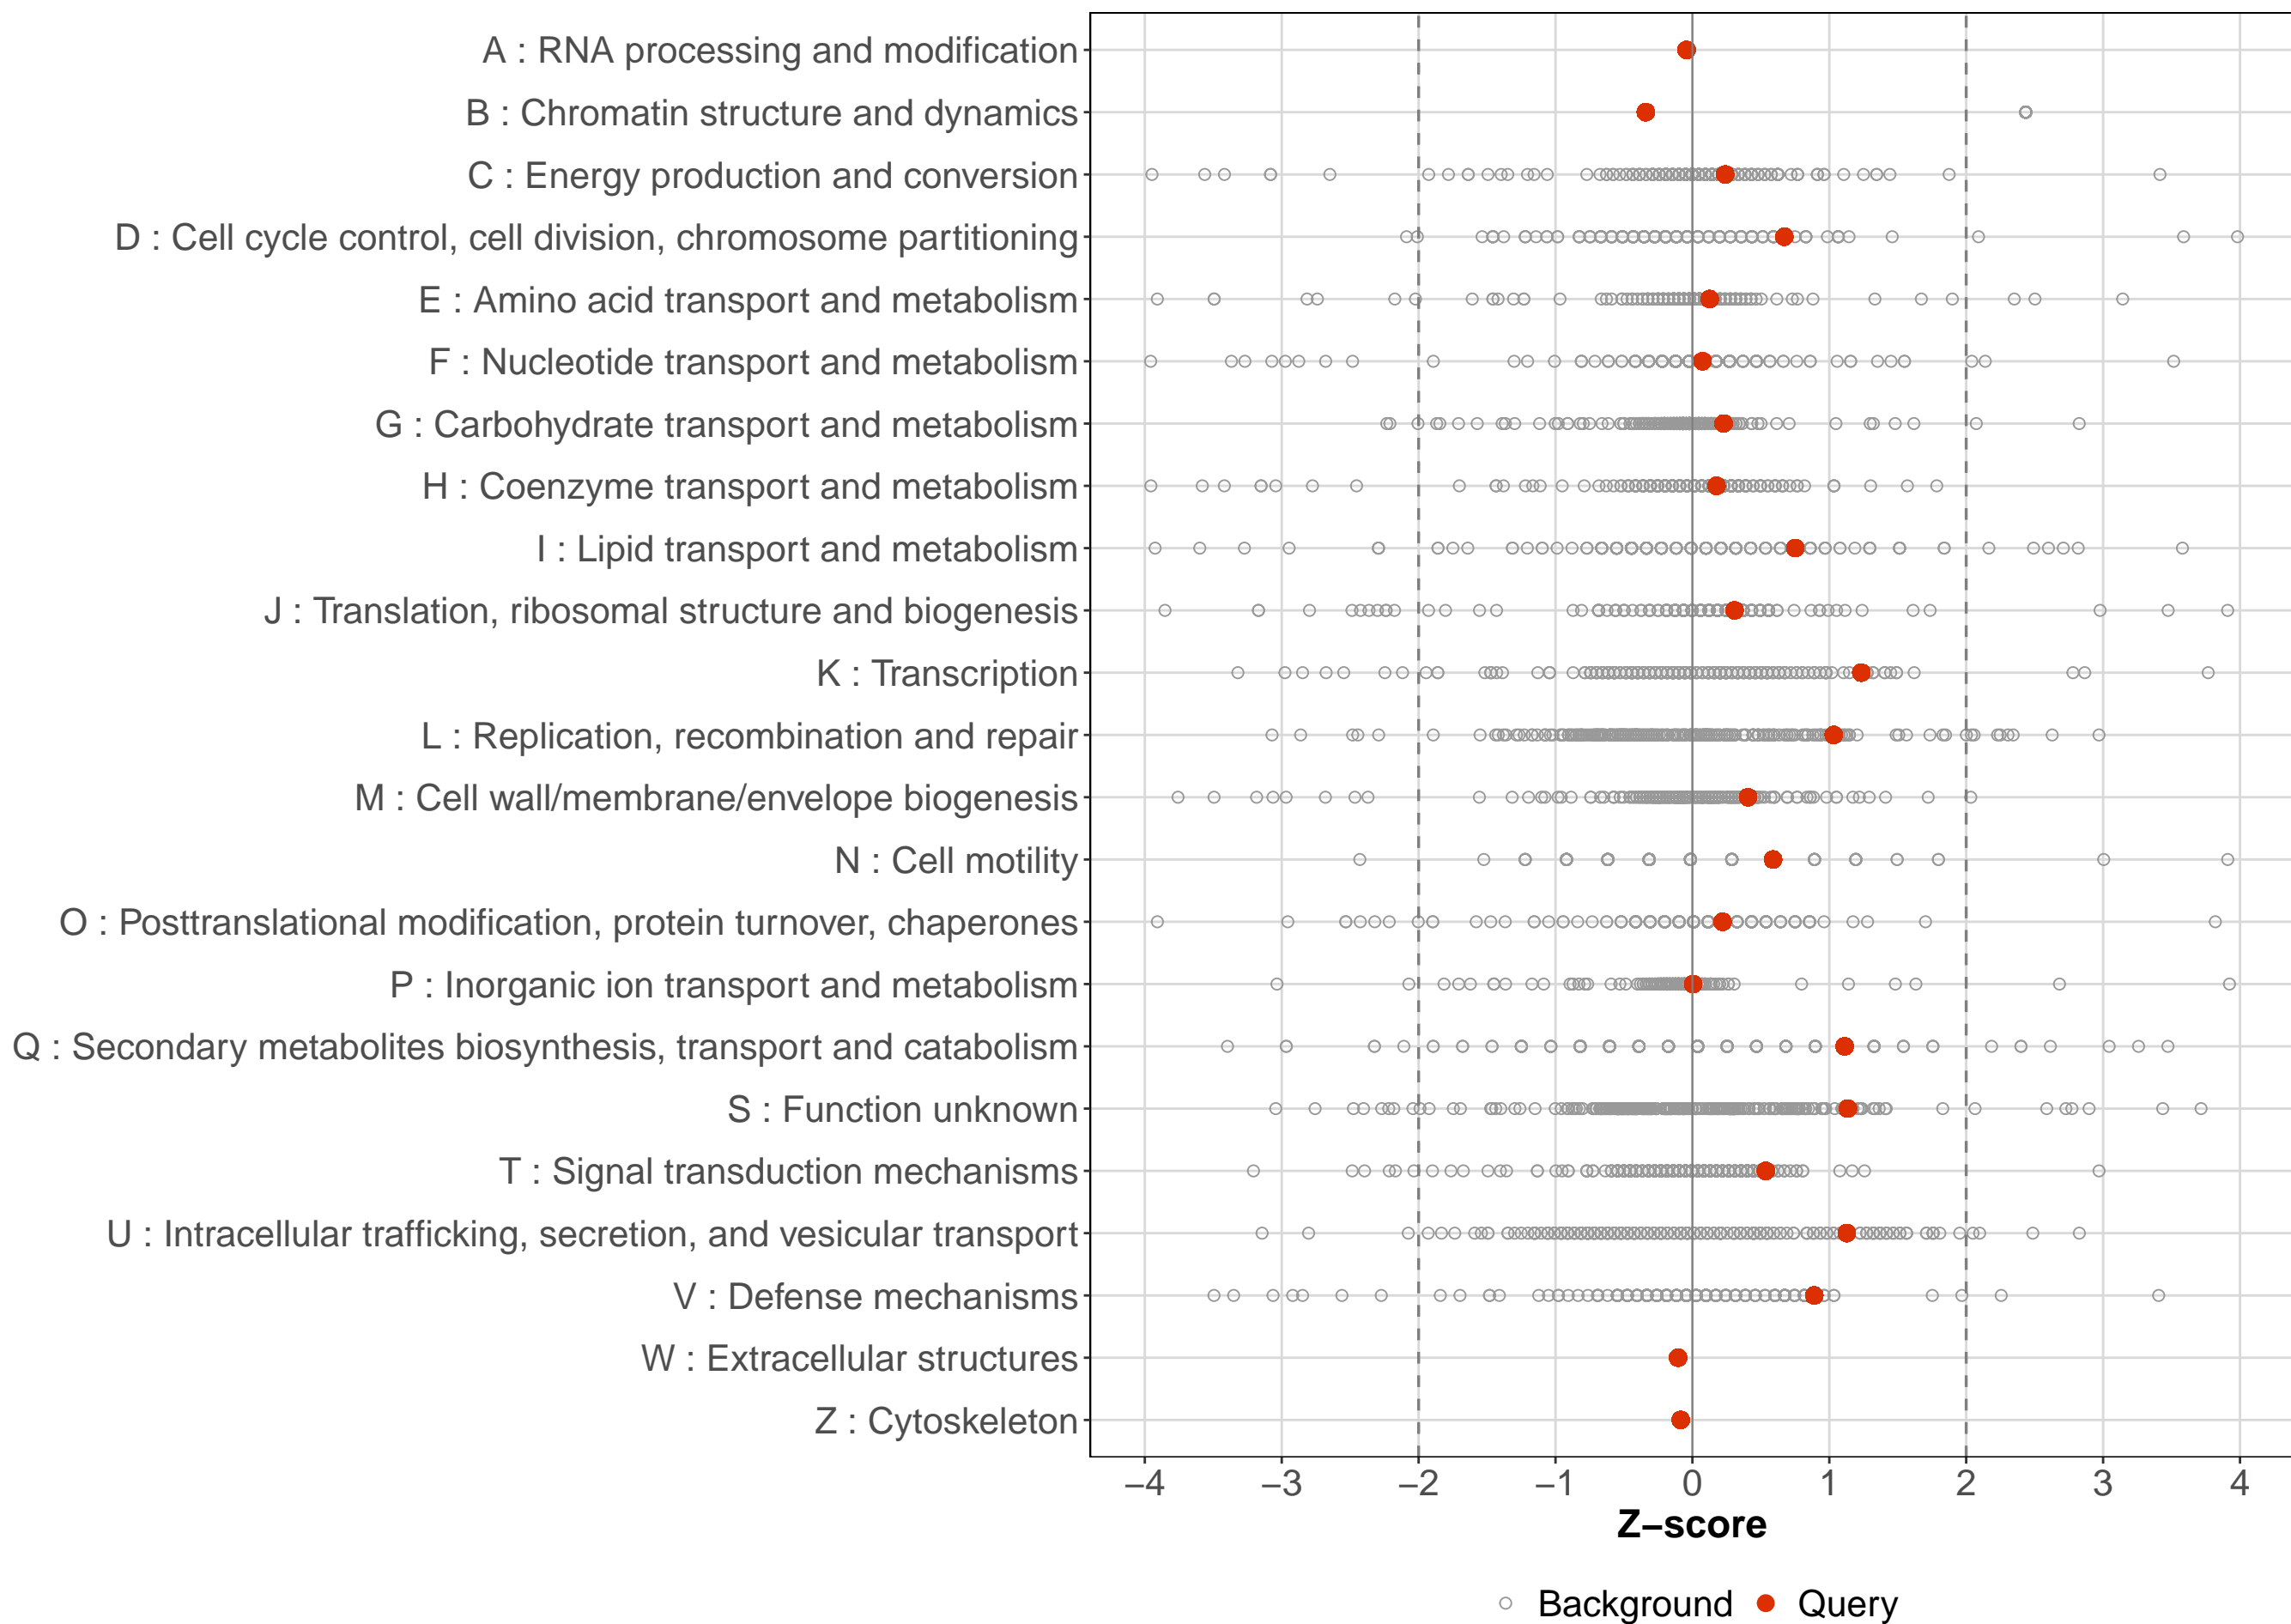 A : RNA processing and modification
B : Chromatin structure and dynamics
C : Energy production and conversion
D : Cell cycle control, cell division, chromosome partitioning
E : Amino acid transport and metabolism
F : Nucleotide transport and metabolism
G : Carbohydrate transport and metabolism
H : Coenzyme transport and metabolism
I : Lipid transport and metabolism
J : Translation, ribosomal structure and biogenesis
K : Transcription
L : Replication, recombination and repair
M : Cell wall/membrane/envelope biogenesis
N : Cell motility
O : Posttranslational modification, protein turnover, chaperones
P : Inorganic ion transport and metabolism
Q : Secondary metabolites biosynthesis, transport and catabolism
S : Function unknown
T : Signal transduction mechanisms
U : Intracellular trafficking, secretion, and vesicular transport
V : Defense mechanisms
W : Extracellular structures
Z : Cytoskeleton
−4 −3 −2 −1 0 1 2 3 4
Z−score
Background Query